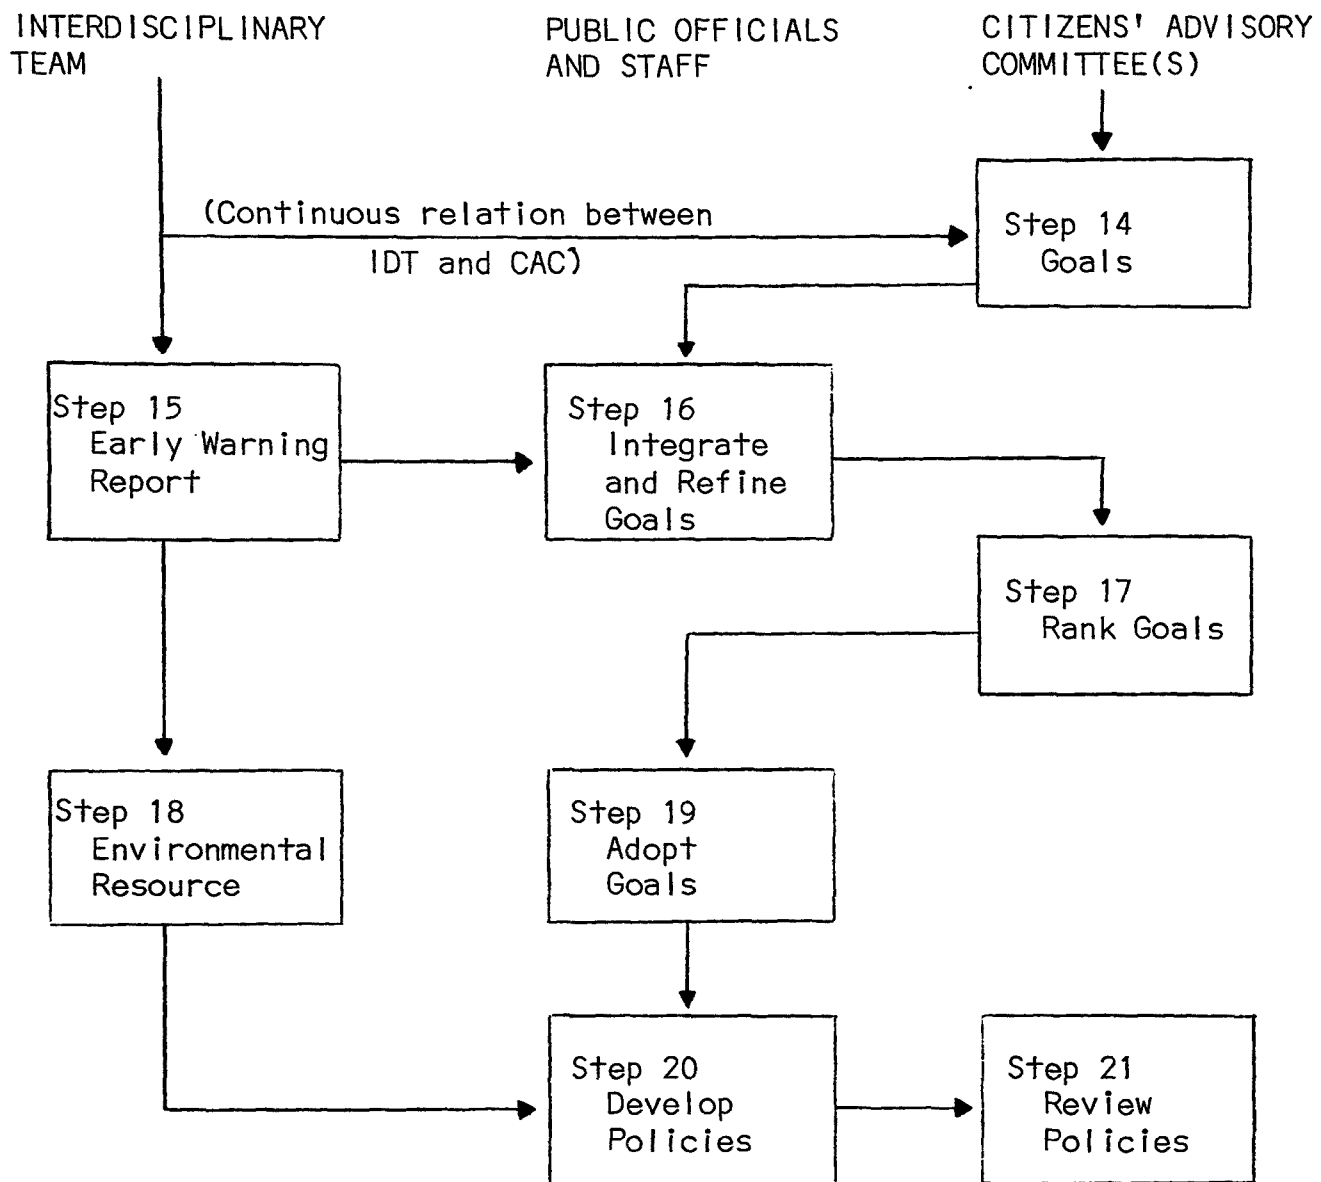 INTERDISCIPLINARY
TEAM
PUBLIC OFFICIALS
AND STAFF
CITIZENS' ADVISORY
COMMITTEE(S)
(Continuous relation between
IDT and CAC)
Step 14
Goals
Step 15
Early Warning
Report
Step 16
Integrate
and Refine
Goals
Step 17
Rank Goals
Step 18
Environmental
Resource
Step 19
Adopt
Goals
Step 20
Develop
Policies
Step 21
Review
Policies